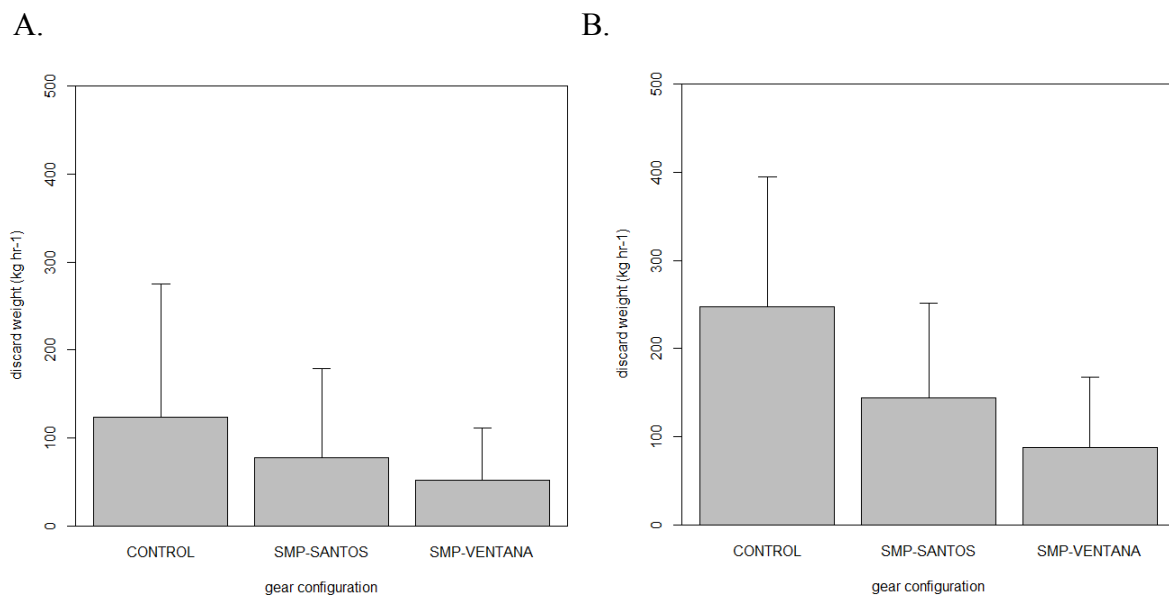 A.
500
400
300
200
100
0
discard weight (kg hr-1)
CONTROL SMP-SANTOS SMP-VENTANA
gear configuration
B.
500
400
300
200
100
0
discard weight (kg hr-1)
CONTROL SMP-SANTOS SMP-VENTANA
gear configuration